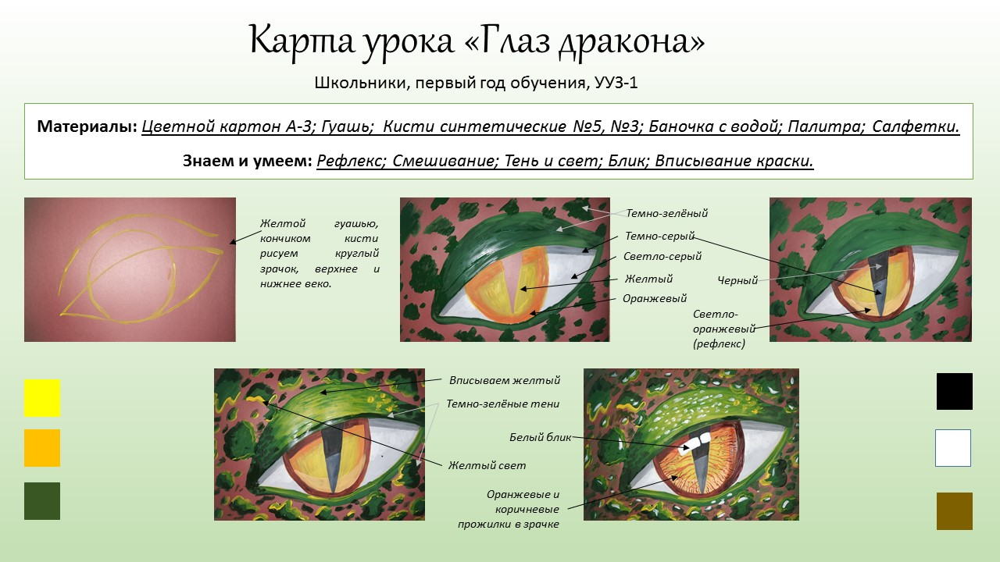 Карта урока «Глаз дракона»
Школьники, первый год обучения, УУЗ-1
Материалы: Цветной картон А-3; Гуашь; Кисти синтетические №5, №3; Баночка с водой; Палитра; Салфетки.
Знаем и умеем: Рефлекс; Смешивание; Тень и свет; Блик; Вписывание краски.
Желтой гуашью,
кончиком кисти
рисуем круглый
зрачок, верхнее и
нижнее веко.
Темно-зелёный
Темно-серый
Светло-серый
Желтый
Оранжевый
Черный
Светло-
оранжевый
(рефлекс)
Вписываем желтый
Темно-зелёные тени
Желтый свет
Белый блик
Оранжевые и
коричневые
прожилки в зрачке